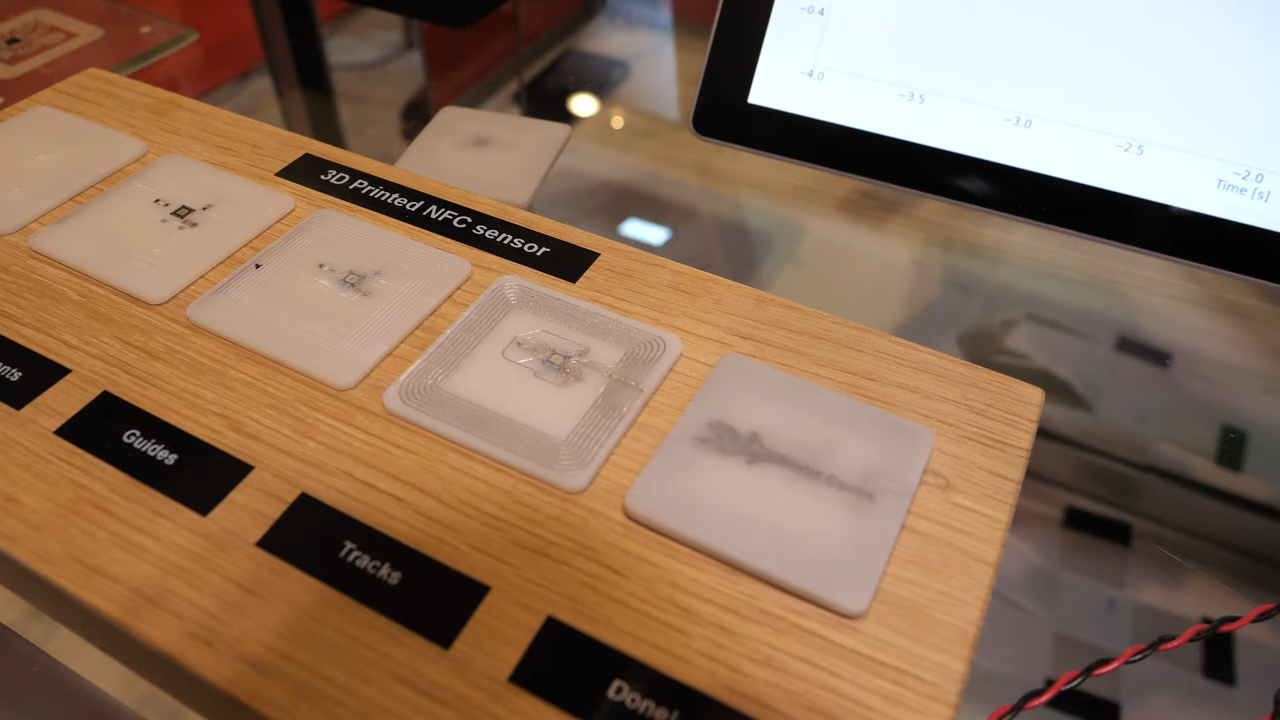 -0.4
-4.0
-3.5
-3.0
-2.5
-2.0
Time [s]
3D Printed NFC sensor
Guides
Tracks
Done!